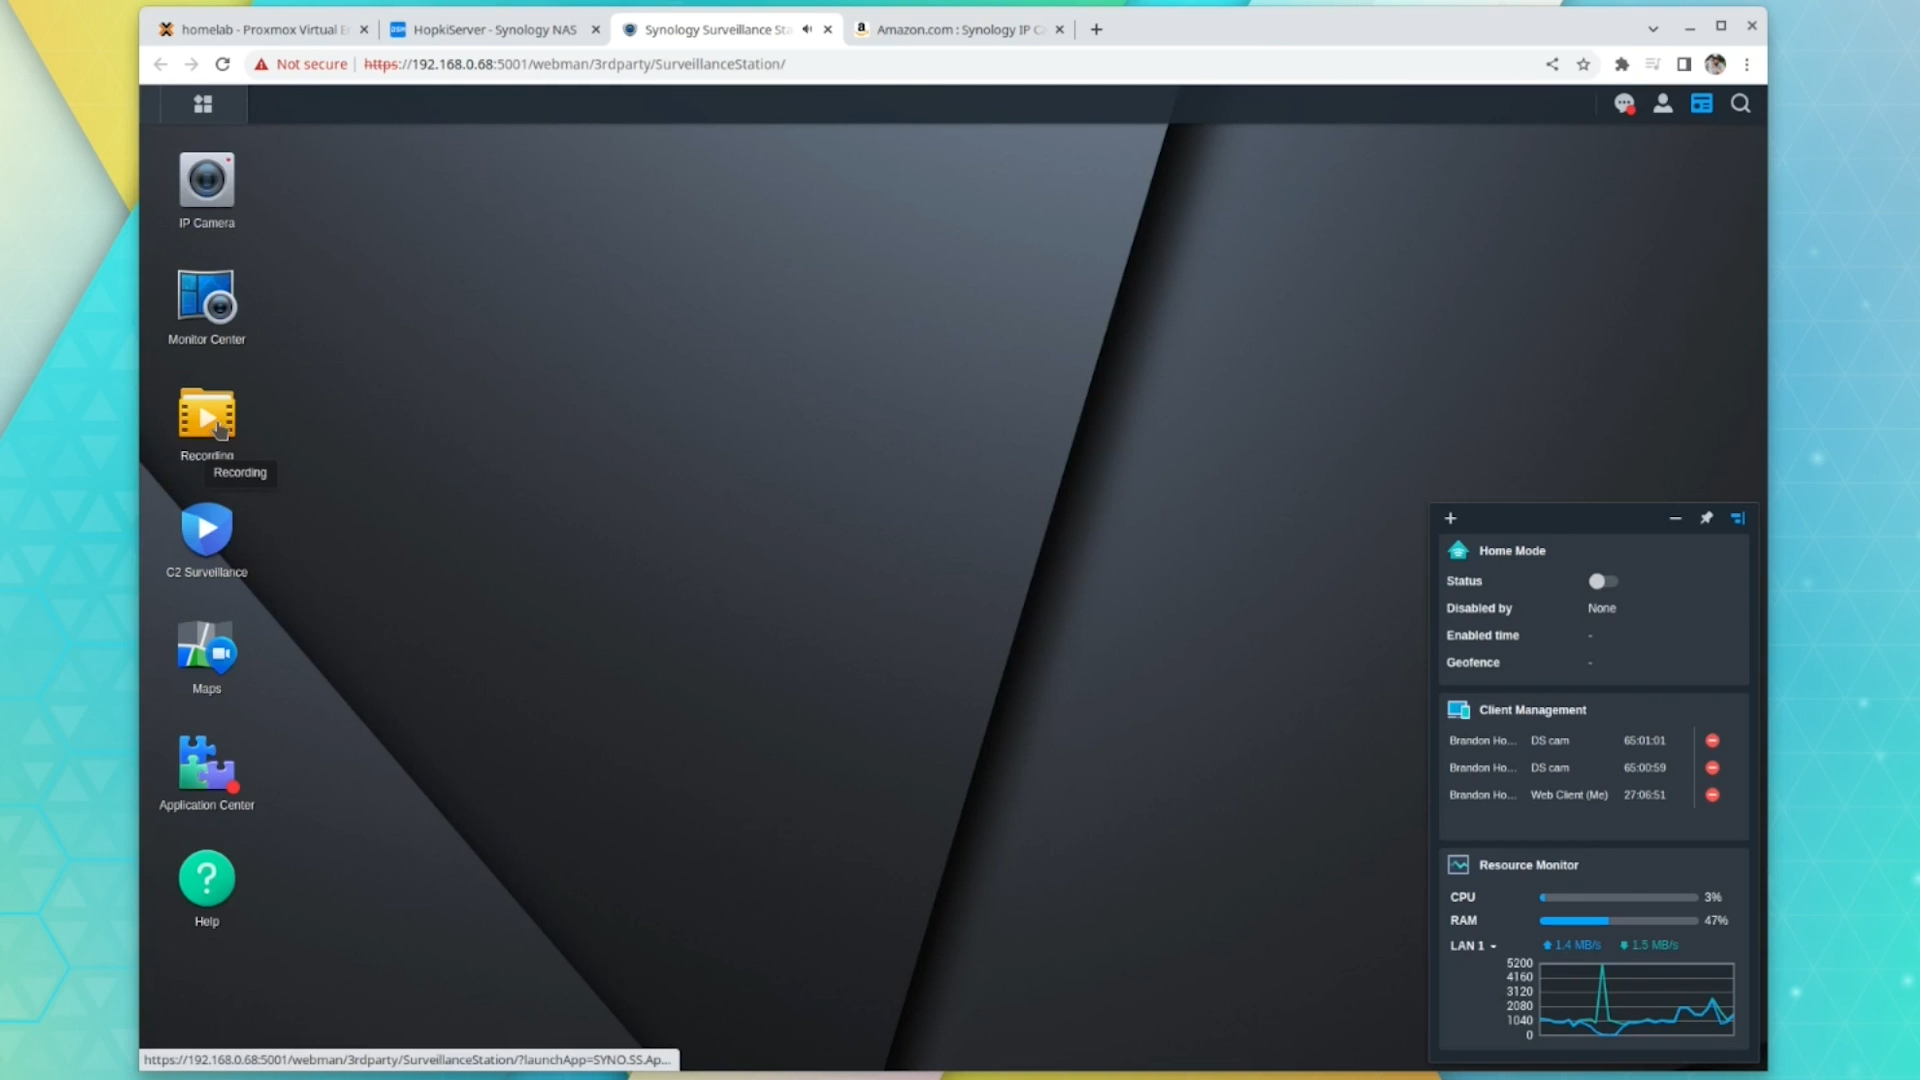 homelab - Proxmox Virtual E
HopkiServer - Synology NAS
Synology Surveillance Sta
Amazon.com : Synology IP C
Not secure
https://192.168.0.68:5001/webman/3rdparty/SurveillanceStation/
IP Camera
Monitor Center
Recording
Recording
C2 Surveillance
Maps
Application Center
Help
Home Mode
Status
Disabled by None
Enabled time -
Geofence -
Client Management
Brandon Ho... DS cam 65:01:01
Brandon Ho... DS cam 65:00:59
Brandon Ho... Web Client (Me) 27:06:51
Resource Monitor
CPU 3%
RAM 47%
LAN 1 1.4 MB/s 1.5 MB/s
5200
4160
3120
2080
1040
0
https://192.168.0.68:5001/webman/3rdparty/SurveillanceStation/?launchApp=SYNO.SS.Ap...